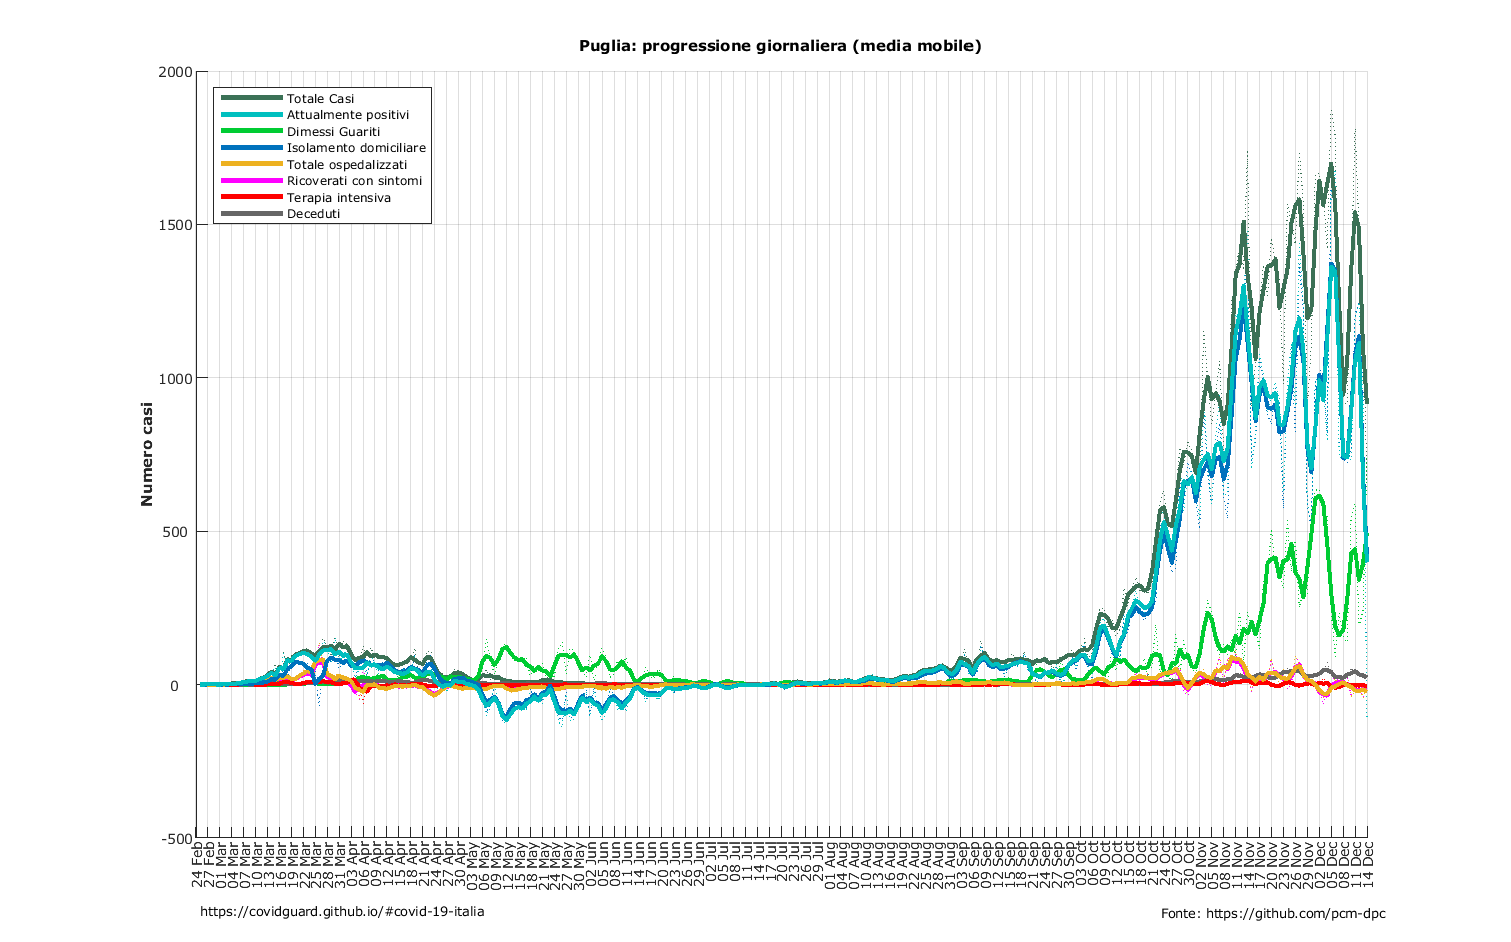 Puglia: progressione giornaliera (media mobile)
2000
1500
1000
500
0
-500
Numero casi
Totale Casi
Attualmente positivi
Dimessi Guariti
Isolamento domiciliare
Totale ospedalizzati
Ricoverati con sintomi
Terapia intensiva
Deceduti
24 Feb
27 Feb
01 Mar
04 Mar
07 Mar
10 Mar
13 Mar
16 Mar
19 Mar
22 Mar
25 Mar
28 Mar
31 Mar
03 Apr
06 Apr
09 Apr
12 Apr
15 Apr
18 Apr
21 Apr
24 Apr
27 Apr
30 Apr
03 May
06 May
09 May
12 May
15 May
18 May
21 May
24 May
27 May
30 May
02 Jun
05 Jun
08 Jun
11 Jun
14 Jun
17 Jun
20 Jun
23 Jun
26 Jun
29 Jun
02 Jul
05 Jul
08 Jul
11 Jul
14 Jul
17 Jul
20 Jul
23 Jul
26 Jul
29 Jul
01 Aug
04 Aug
07 Aug
10 Aug
13 Aug
16 Aug
19 Aug
22 Aug
25 Aug
28 Aug
31 Aug
03 Sep
06 Sep
09 Sep
12 Sep
15 Sep
18 Sep
21 Sep
24 Sep
27 Sep
30 Sep
03 Oct
06 Oct
09 Oct
12 Oct
15 Oct
18 Oct
21 Oct
24 Oct
27 Oct
30 Oct
02 Nov
05 Nov
08 Nov
11 Nov
14 Nov
17 Nov
20 Nov
23 Nov
26 Nov
29 Nov
02 Dec
05 Dec
08 Dec
11 Dec
14 Dec
https://covidguard.github.io/#covid-19-italia
Fonte: https://github.com/pcm-dpc